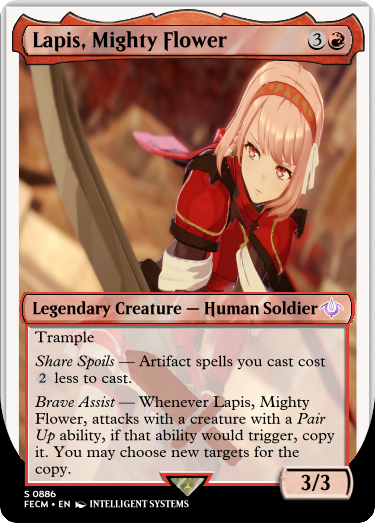 Lapis, Mighty Flower 3
Legendary Creature — Human Soldier
Trample
Share Spoils — Artifact spells you cast cost
2 less to cast.
Brave Assist — Whenever Lapis, Mighty
Flower, attacks with a creature with a Pair
Up ability, if that ability would trigger, copy
it. You may choose new targets for the
copy.
3/3
S 0886
FECM • EN INTELLIGENT SYSTEMS